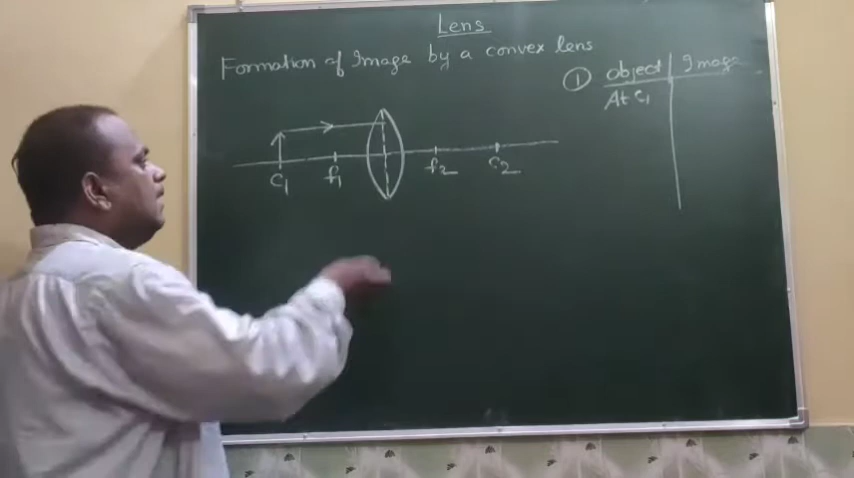 Lens
Formation of Image by a convex lens
① object | Image
At C₁
C₁ f₁ f₂ C₂